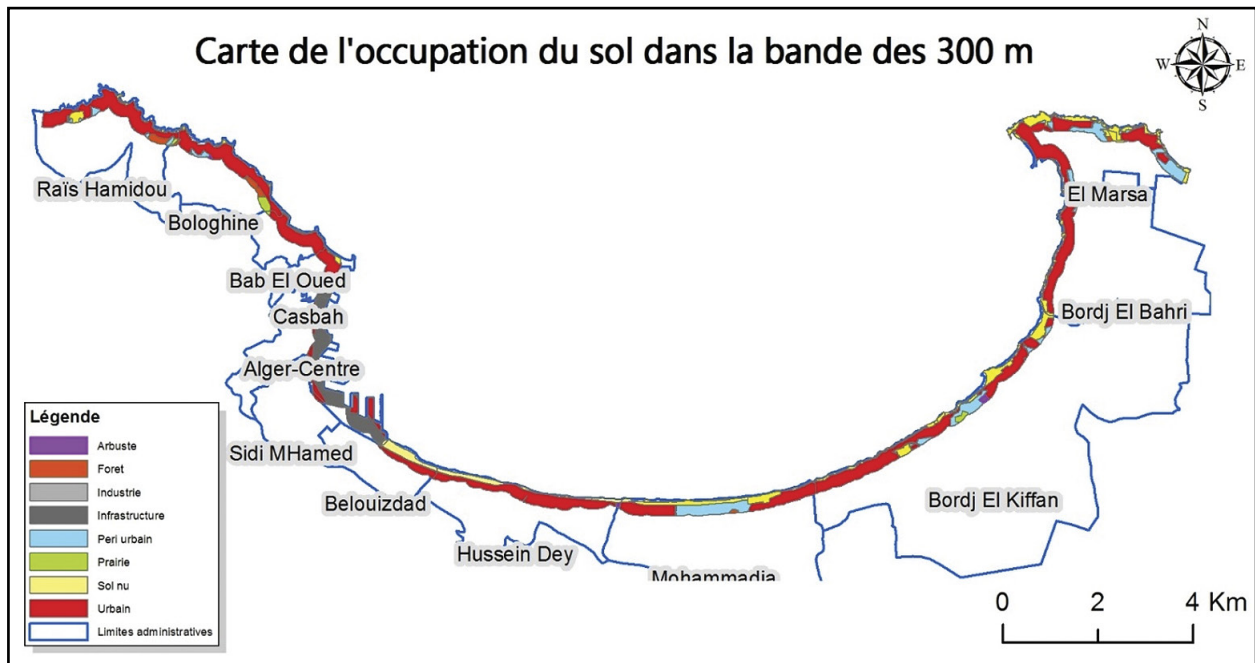 Carte de l'occupation du sol dans la bande des 300 m
N
W E
S
Raïs Hamidou
Bologhine
Bab El Oued
Casbah
Alger-Centre
Sidi MHamed
Belouizdad
Hussein Dey
Mohammadia
Bordj El Kiffan
Bordj El Bahri
El Marsa
Légende
Arbuste
Foret
Industrie
Infrastructure
Peri urbain
Prairie
Sol nu
Urbain
Limites administratives
0 2 4 Km